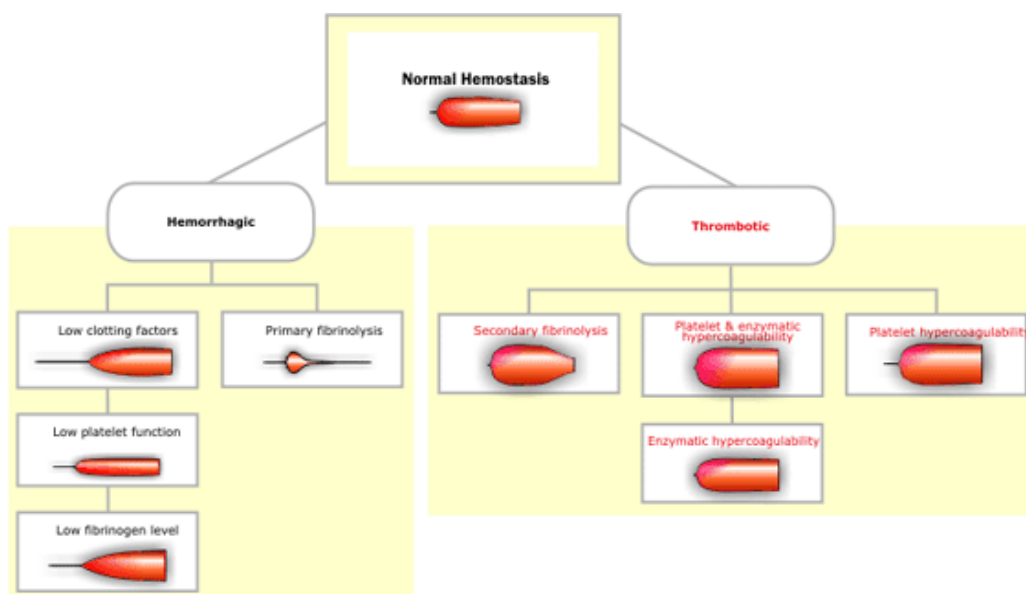 Normal Hemostasis
Hemorrhagic
Thrombotic
Low clotting factors
Primary fibrinolysis
Secondary fibrinolysis
Platelet & enzymatic
hypercoagulability
Platelet hypercoagulability
Low platelet function
Enzymatic hypercoagulability
Low fibrinogen level